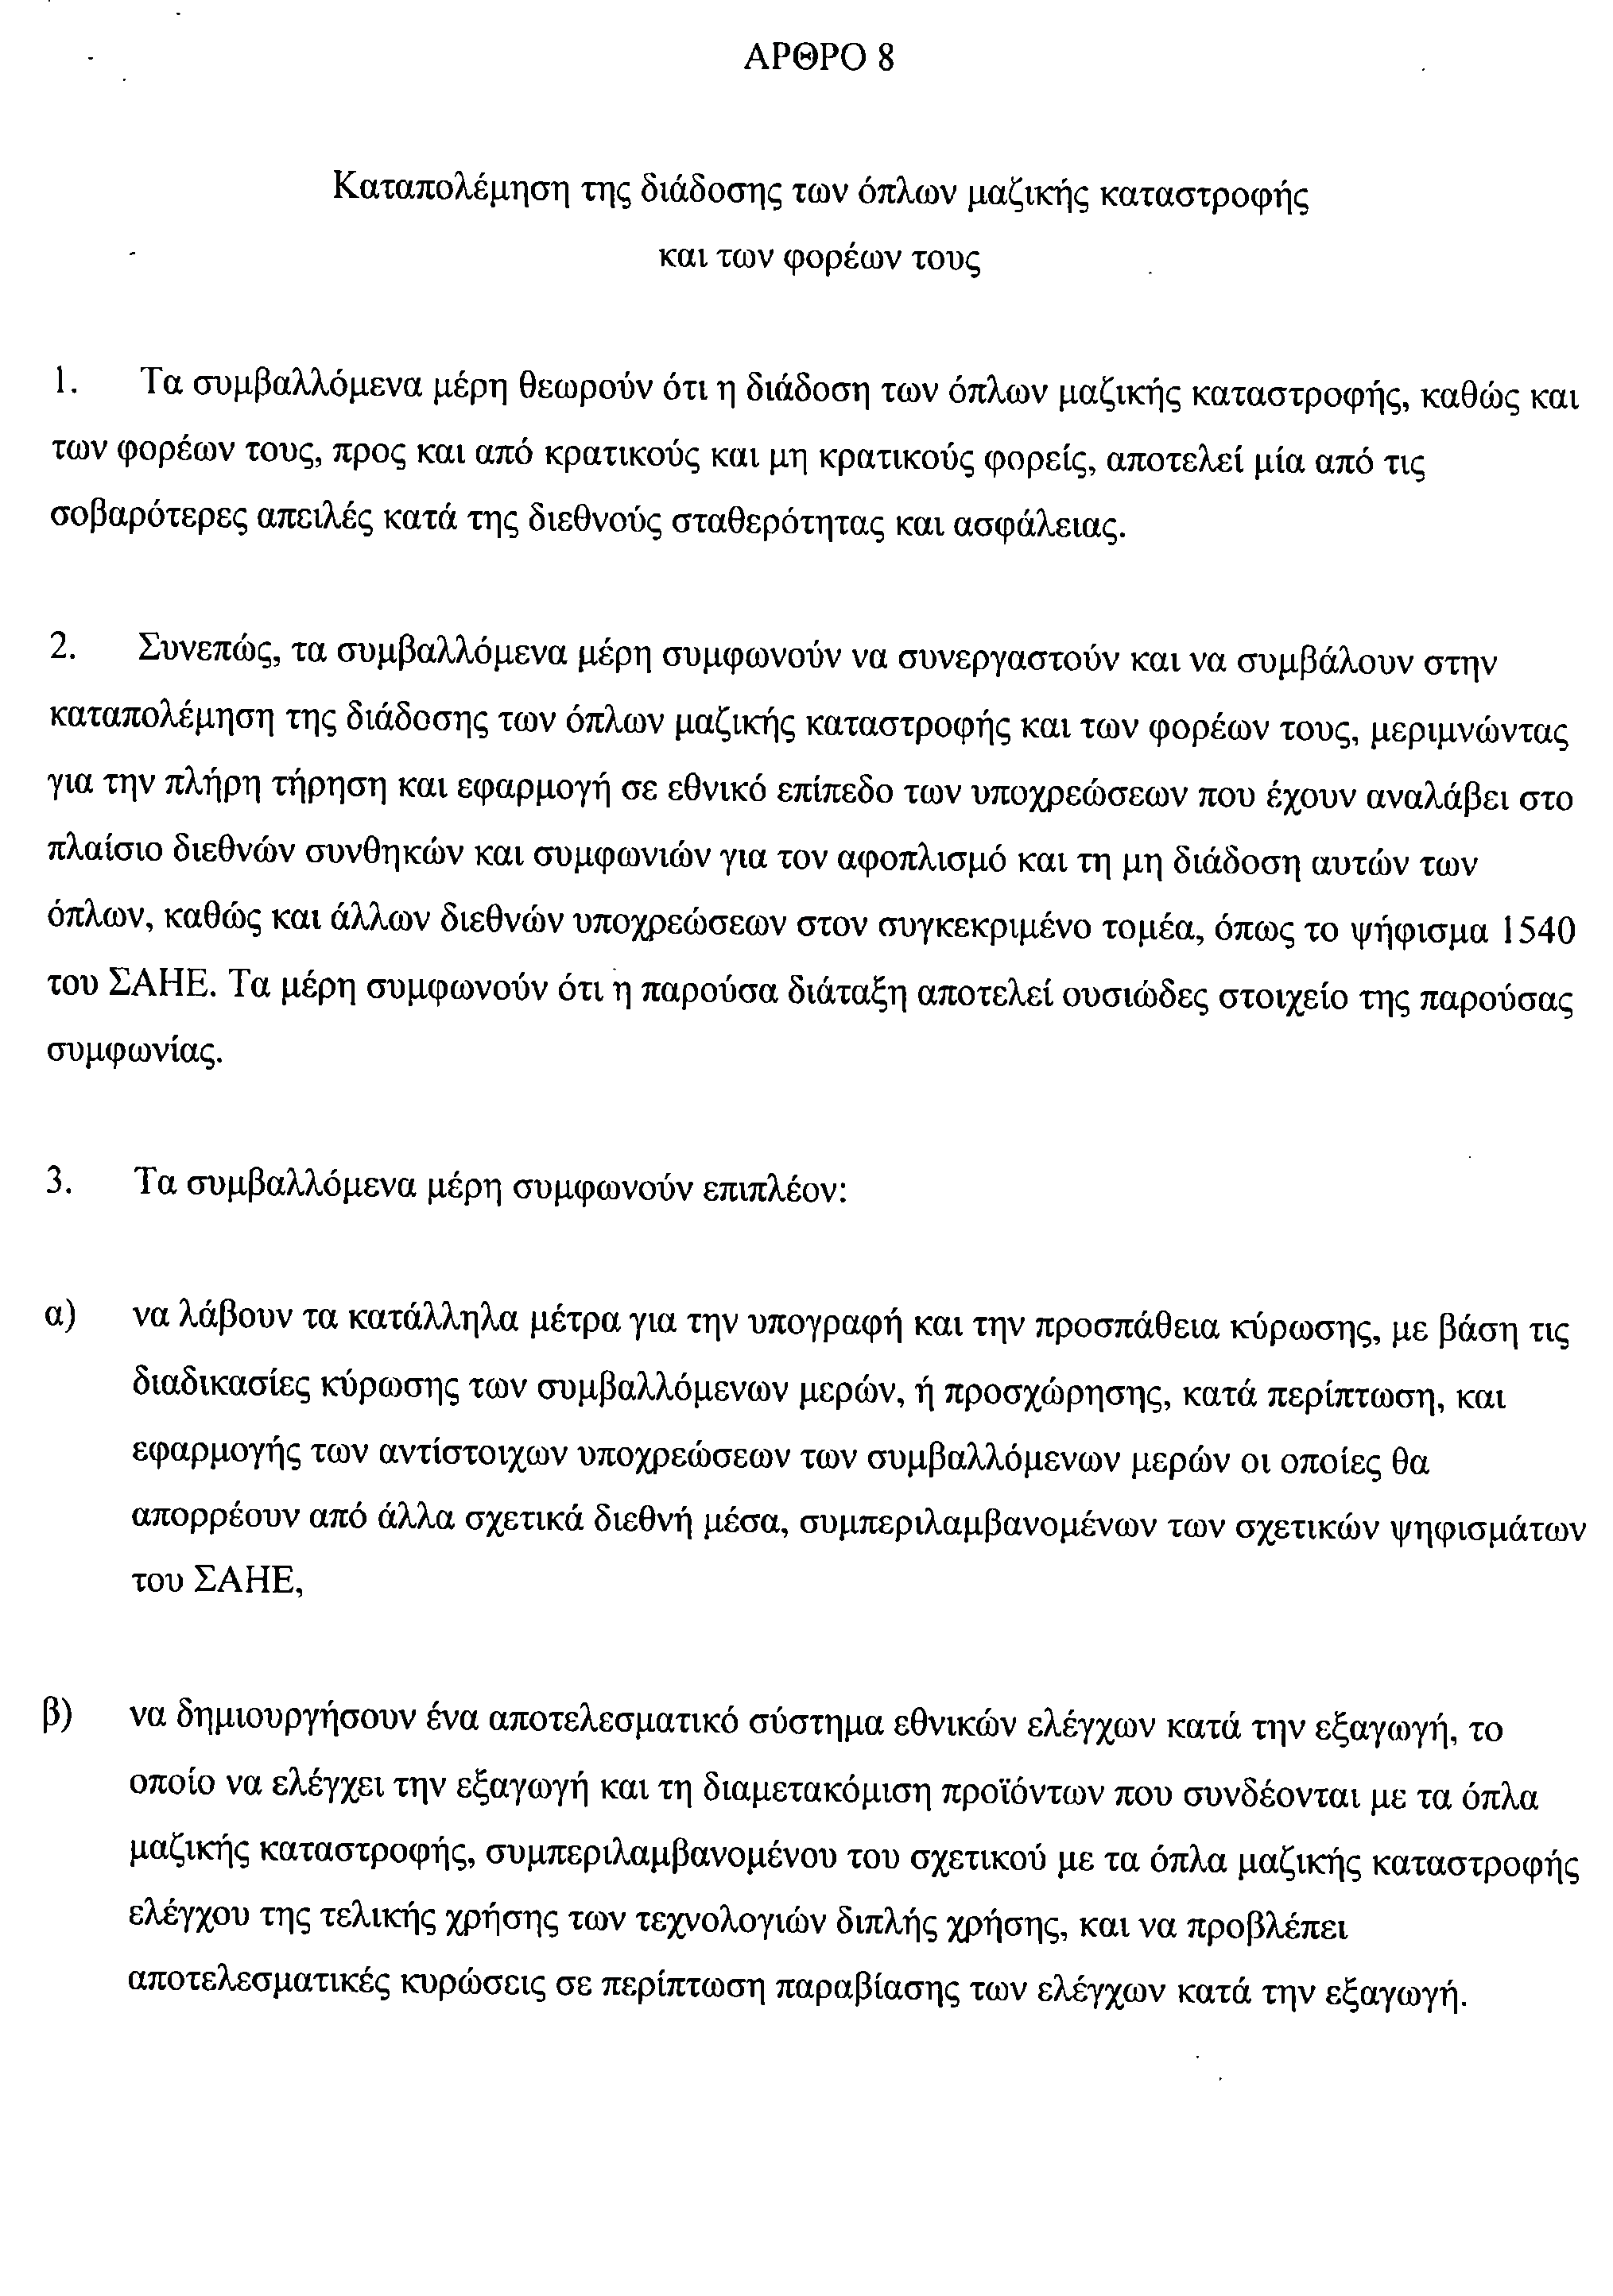 ΑΡΘΡΟ 8
Καταπολέμηση της διάδοσης των όπλων μαζικής καταστροφής
και των φορέων τους
1. Τα συμβαλλόμενα μέρη θεωρούν ότι η διάδοση των όπλων μαζικής καταστροφής, καθώς και
των φορέων τους, προς και από κρατικούς και μη κρατικούς φορείς, αποτελεί μία από τις
σοβαρότερες απειλές κατά της διεθνούς σταθερότητας και ασφάλειας.
2. Συνεπώς, τα συμβαλλόμενα μέρη συμφωνούν να συνεργαστούν και να συμβάλουν στην
καταπολέμηση της διάδοσης των όπλων μαζικής καταστροφής και των φορέων τους, μεριμνώντας
για την πλήρη τήρηση και εφαρμογή σε εθνικό επίπεδο των υποχρεώσεων που έχουν αναλάβει στο
πλαίσιο διεθνών συνθηκών και συμφωνιών για τον αφοπλισμό και τη μη διάδοση αυτών των
όπλων, καθώς και άλλων διεθνών υποχρεώσεων στον συγκεκριμένο τομέα, όπως το ψήφισμα 1540
του ΣΑΗΕ. Τα μέρη συμφωνούν ότι η παρούσα διάταξη αποτελεί ουσιώδες στοιχείο της παρούσας
συμφωνίας.
3. Τα συμβαλλόμενα μέρη συμφωνούν επιπλέον:
α) να λάβουν τα κατάλληλα μέτρα για την υπογραφή και την προσπάθεια κύρωσης, με βάση τις
διαδικασίες κύρωσης των συμβαλλόμενων μερών, ή προσχώρησης, κατά περίπτωση, και
εφαρμογής των αντίστοιχων υποχρεώσεων των συμβαλλόμενων μερών οι οποίες θα
απορρέουν από άλλα σχετικά διεθνή μέσα, συμπεριλαμβανομένων των σχετικών ψηφισμάτων
του ΣΑΗΕ,
β) να δημιουργήσουν ένα αποτελεσματικό σύστημα εθνικών ελέγχων κατά την εξαγωγή, το
οποίο να ελέγχει την εξαγωγή και τη διαμετακόμιση προϊόντων που συνδέονται με τα όπλα
μαζικής καταστροφής, συμπεριλαμβανομένου του σχετικού με τα όπλα μαζικής καταστροφής
ελέγχου της τελικής χρήσης των τεχνολογιών διπλής χρήσης, και να προβλέπει
αποτελεσματικές κυρώσεις σε περίπτωση παραβίασης των ελέγχων κατά την εξαγωγή.